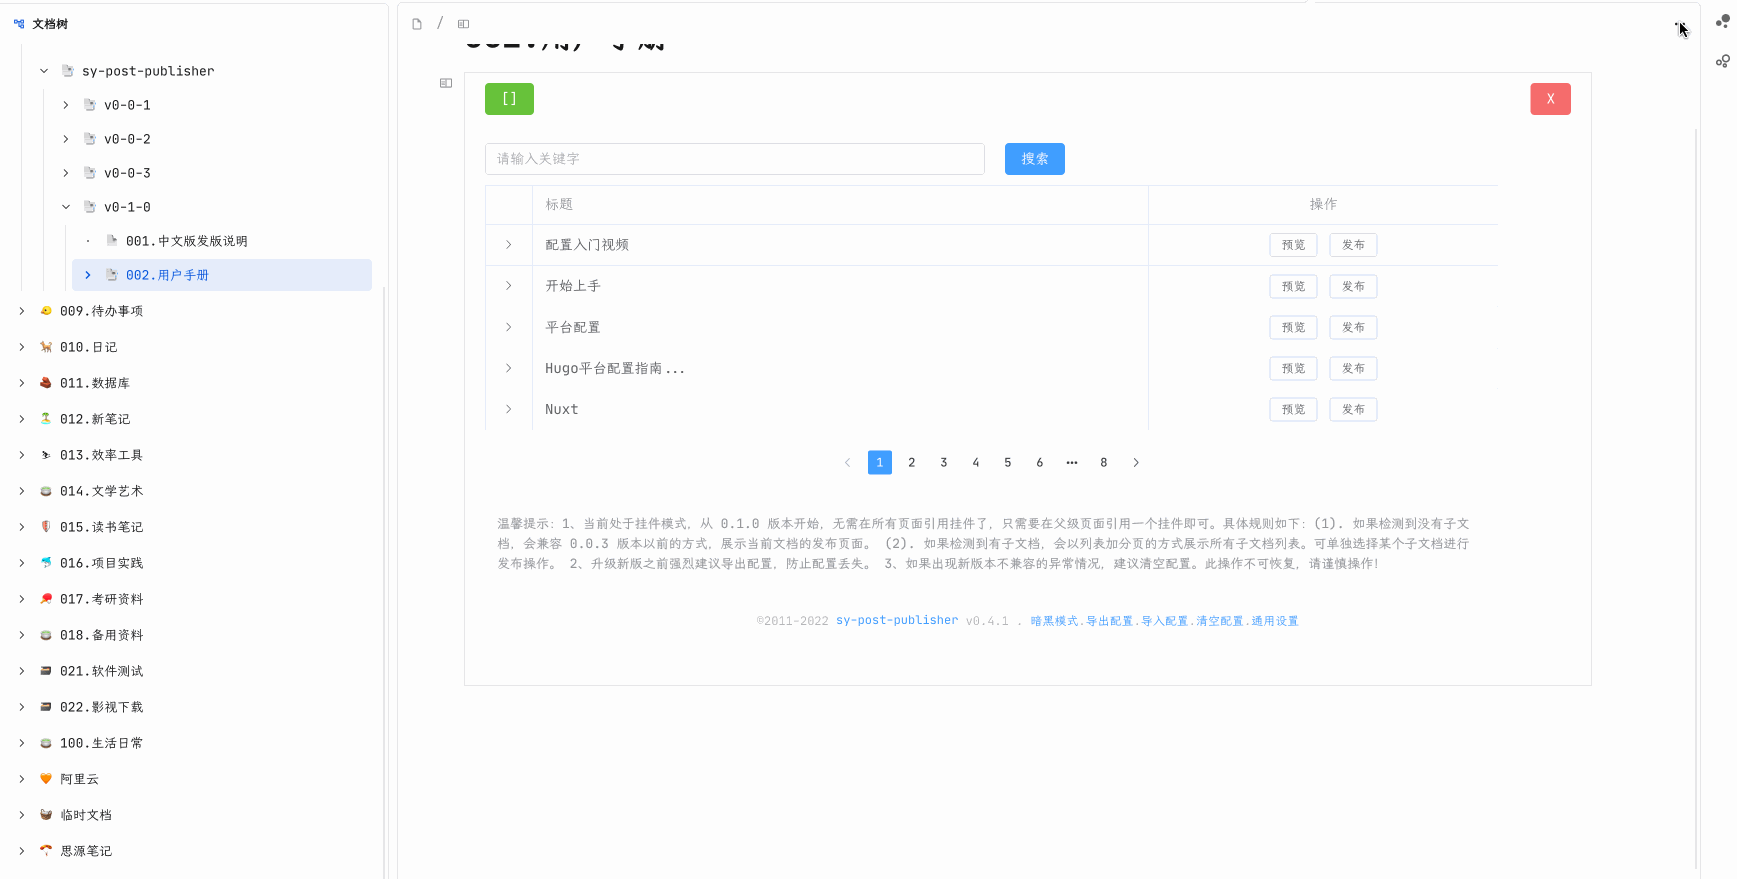 文档树
sy-post-publisher
v0-0-1
v0-0-2
v0-0-3
v0-1-0
001.中文版发版说明
002.用户手册
009.待办事项
010.日记
011.数据库
012.新笔记
013.效率工具
014.文学艺术
015.读书笔记
016.项目实践
017.考研资料
018.备用资料
021.软件测试
022.影视下载
100.生活日常
阿里云
临时文档
思源笔记
/
002.用户手册
[] X
请输入关键字 搜索
标题 操作
配置入门视频 预览 发布
开始上手 预览 发布
平台配置 预览 发布
Hugo平台配置指南... 预览 发布
Nuxt 预览 发布
1 2 3 4 5 6 ••• 8
温馨提示: 1、当前处于挂件模式, 从 0.1.0 版本开始, 无需在所有页面引用挂件了, 只需要在父级页面引用一个挂件即可。具体规则如下: (1). 如果检测到没有子文
档, 会兼容 0.0.3 版本以前的方式, 展示当前文档的发布页面。 (2). 如果检测到有子文档, 会以列表加分页的方式展示所有子文档列表。可单独选择某个子文档进行
发布操作。 2、升级新版之前强烈建议导出配置, 防止配置丢失。 3、如果出现新版本不兼容的异常情况, 建议清空配置。此操作不可恢复, 请谨慎操作!
©2011-2022 sy-post-publisher v0.4.1 . 暗黑模式.导出配置.导入配置.清空配置.通用设置